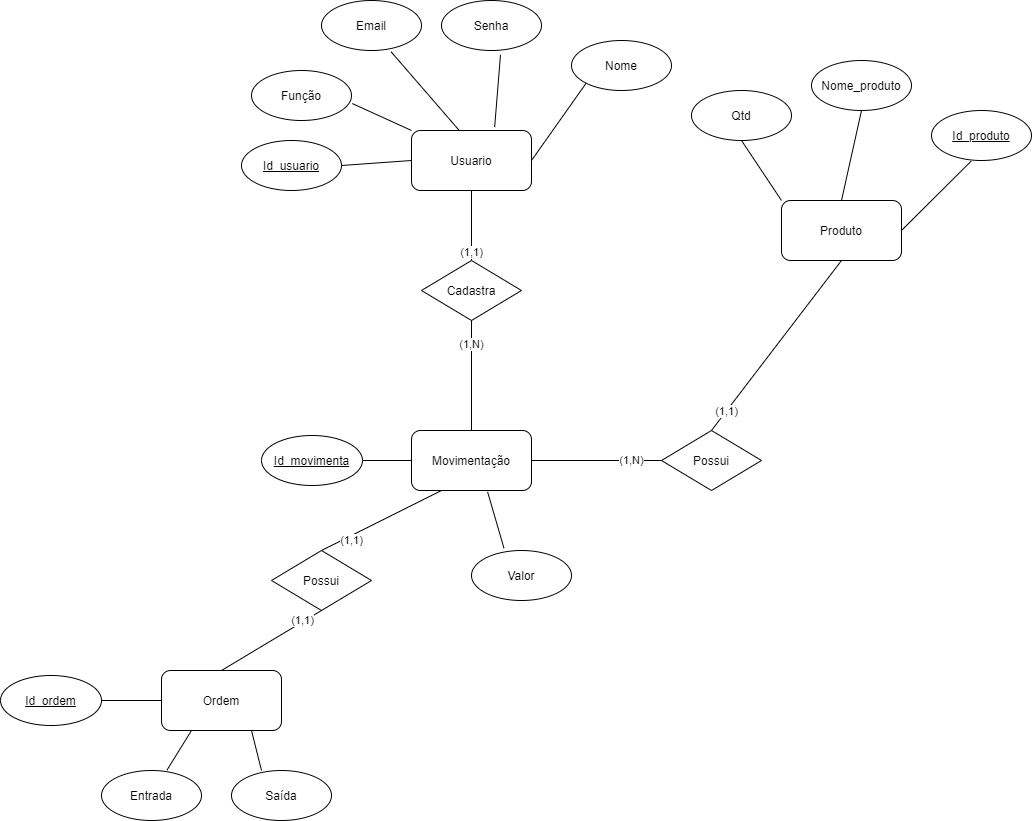 Email
Senha
Nome
Função
Nome_produto
Qtd
Id_produto
Id_usuario
Usuario
Produto
(1,1)
Cadastra
(1,N)
(1,1)
Id_movimenta
Movimentação
(1,N)
Possui
(1,1)
Possui
Valor
(1,1)
Id_ordem
Ordem
Entrada
Saída